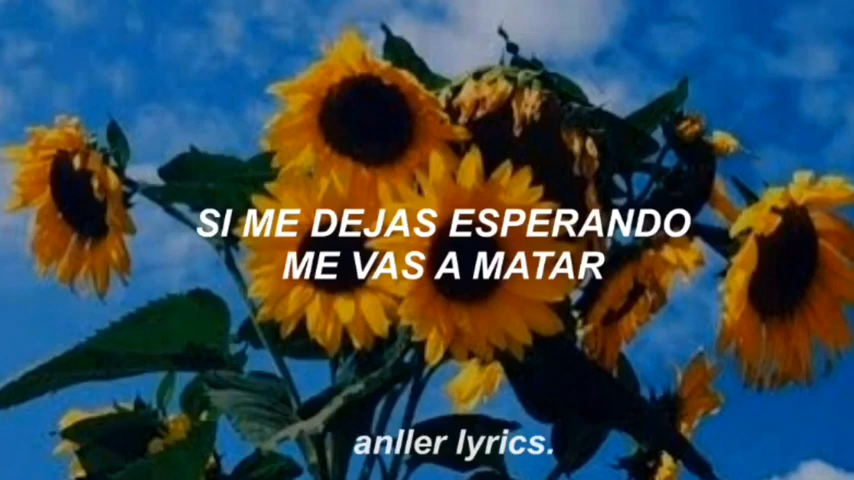 SI ME DEJAS ESPERANDO
ME VAS A MATAR
anller lyrics.